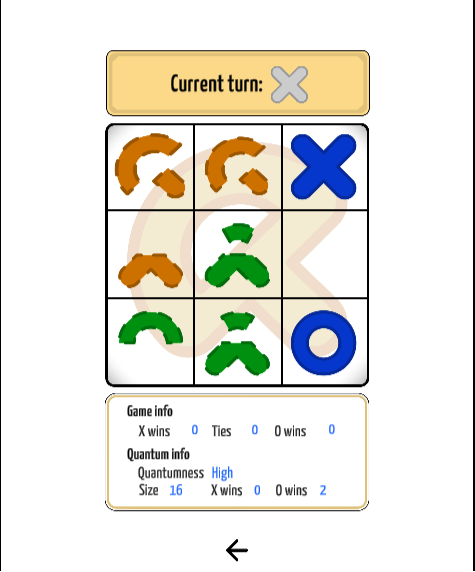 Current turn:
Game info
X wins 0 Ties 0 O wins 0
Quantum info
Quantumness High
Size 16 X wins 0 O wins 2